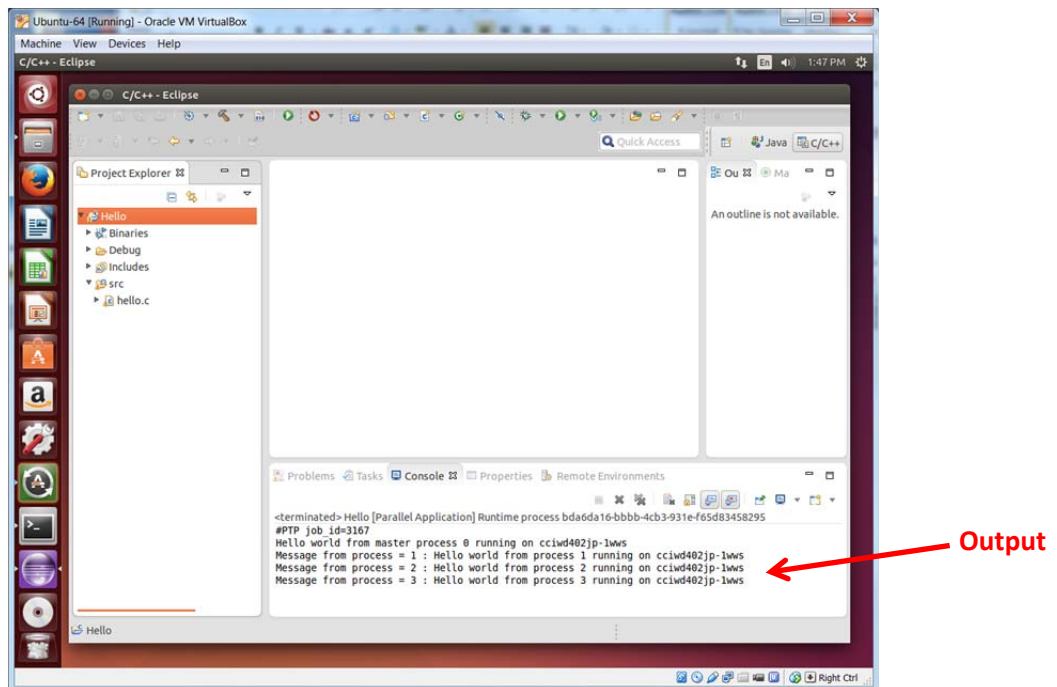 Ubuntu-64 [Running] - Oracle VM VirtualBox
Machine View Devices Help
C/C++ - Eclipse
En
1:47 PM
C/C++ - Eclipse
Quick Access
Java
C/C++
Project Explorer
Ou
Ma
Hello
Binaries
Debug
Includes
src
hello.c
An outline is not available.
Problems Tasks Console Properties Remote Environments
<terminated> Hello [Parallel Application] Runtime process bda6da16-bbbb-4cb3-931e-f65d83458295
#PTP job_id=3167
Hello world from master process 0 running on cciwd402jp-1wws
Message from process = 1 : Hello world from process 1 running on cciwd402jp-1wws
Message from process = 2 : Hello world from process 2 running on cciwd402jp-1wws
Message from process = 3 : Hello world from process 3 running on cciwd402jp-1wws
Output
Hello
Right Ctrl